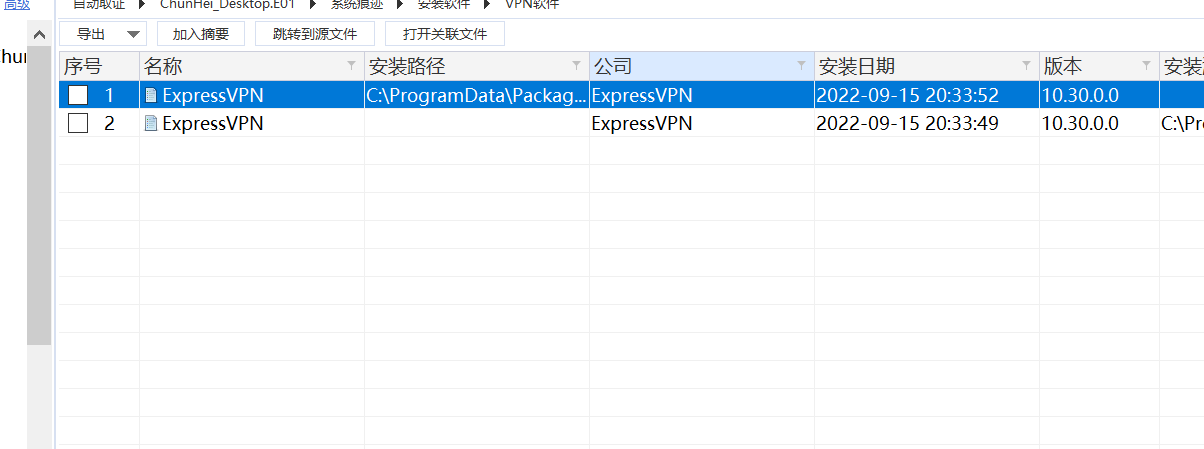 高级 自动取证 ChunHei_Desktop.E01 系统痕迹 安装软件 VPN软件
导出 加入摘要 跳转到源文件 打开关联文件
序号 名称 安装路径 公司 安装日期 版本 安装
1 ExpressVPN C:\ProgramData\Packag... ExpressVPN 2022-09-15 20:33:52 10.30.0.0
2 ExpressVPN ExpressVPN 2022-09-15 20:33:49 10.30.0.0 C:\Pr